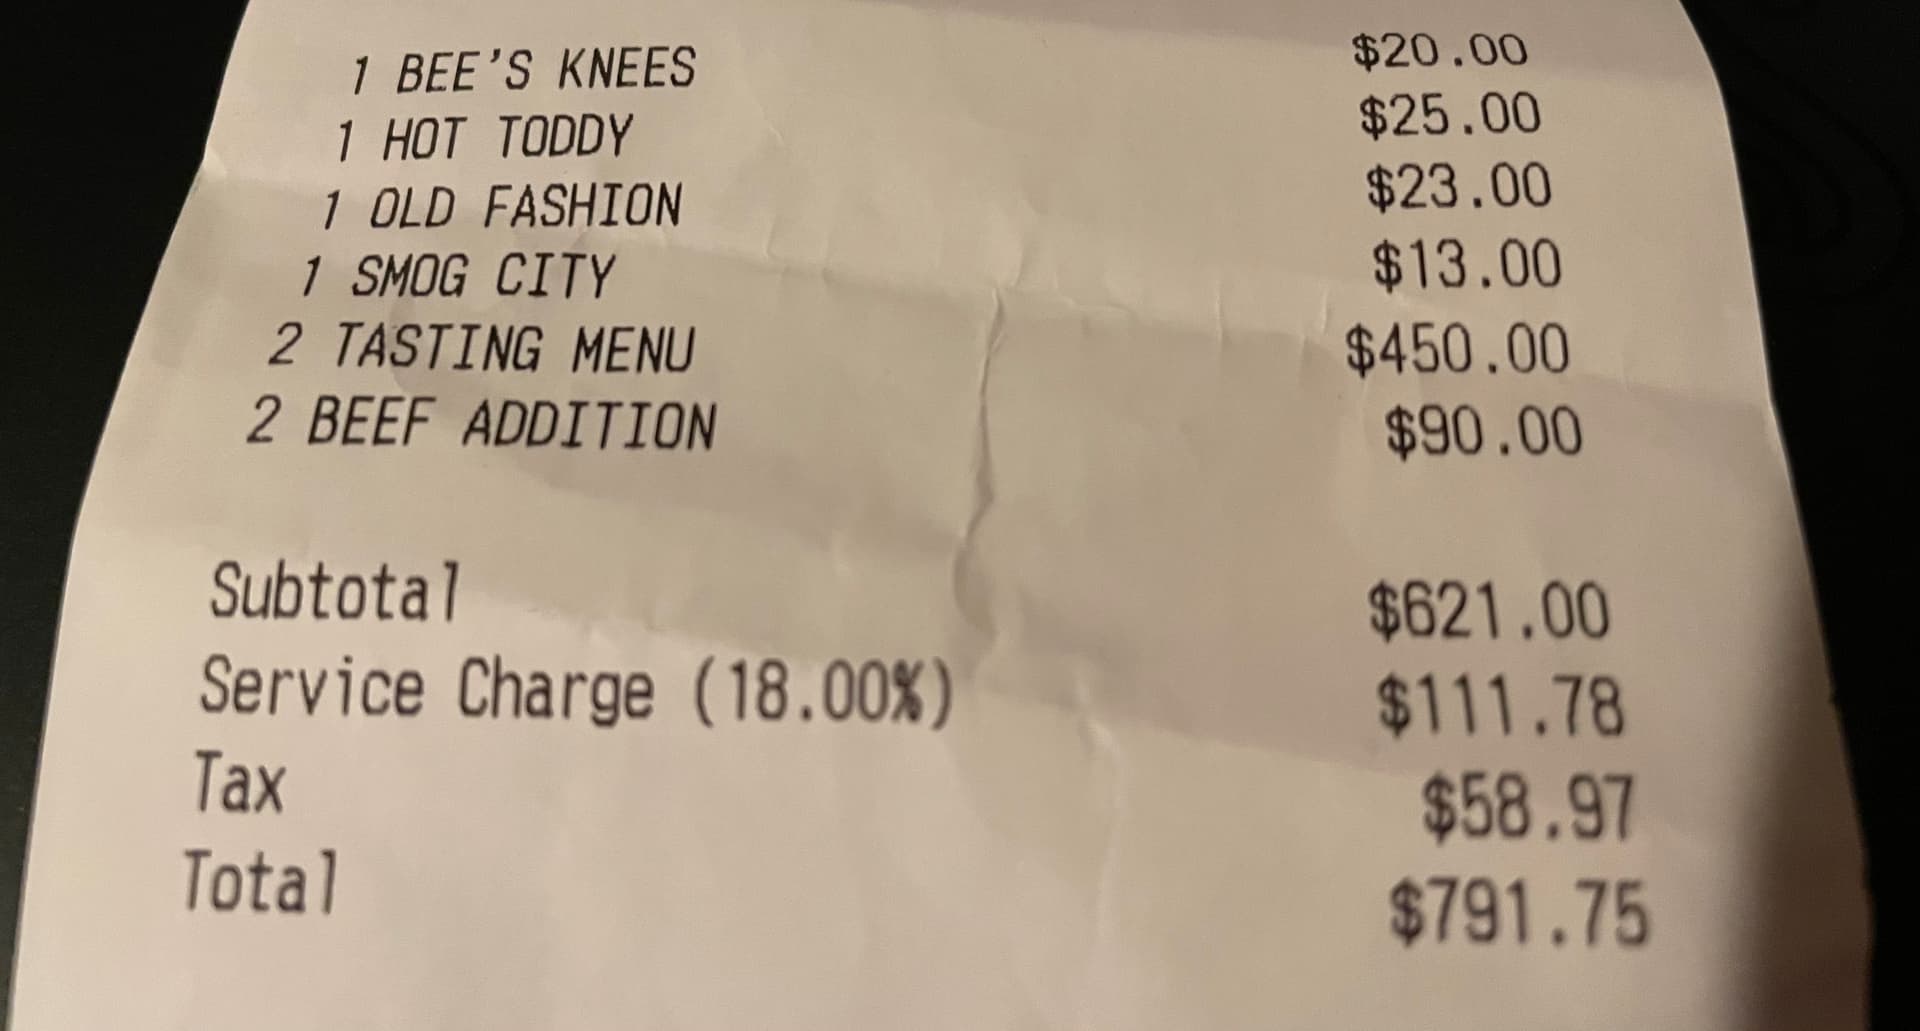 1 BEE'S KNEES $20.00
1 HOT TODDY $25.00
1 OLD FASHION $23.00
1 SMOG CITY $13.00
2 TASTING MENU $450.00
2 BEEF ADDITION $90.00
Subtotal $621.00
Service Charge (18.00%) $111.78
Tax $58.97
Total $791.75